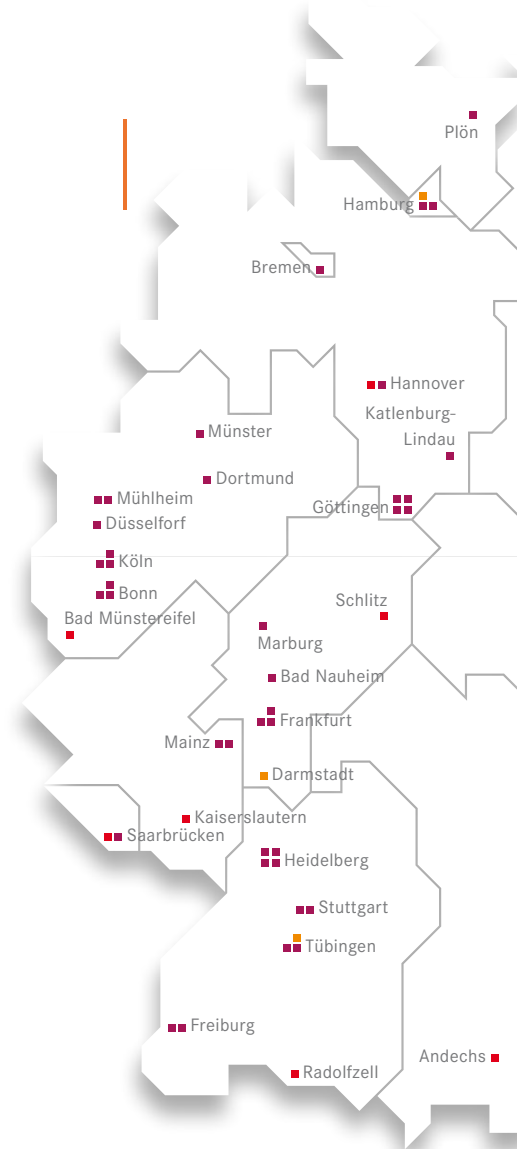 Plön
Hamburg
Bremen
Hannover
Katlenburg-
Lindau
Münster
Dortmund
Mühlheim
Göttingen
Düsselforf
Köln
Bonn
Schlitz
Bad Münstereifel
Marburg
Bad Nauheim
Frankfurt
Mainz
Darmstadt
Kaiserslautern
Saarbrücken
Heidelberg
Stuttgart
Tübingen
Freiburg
Andechs
Radolfzell